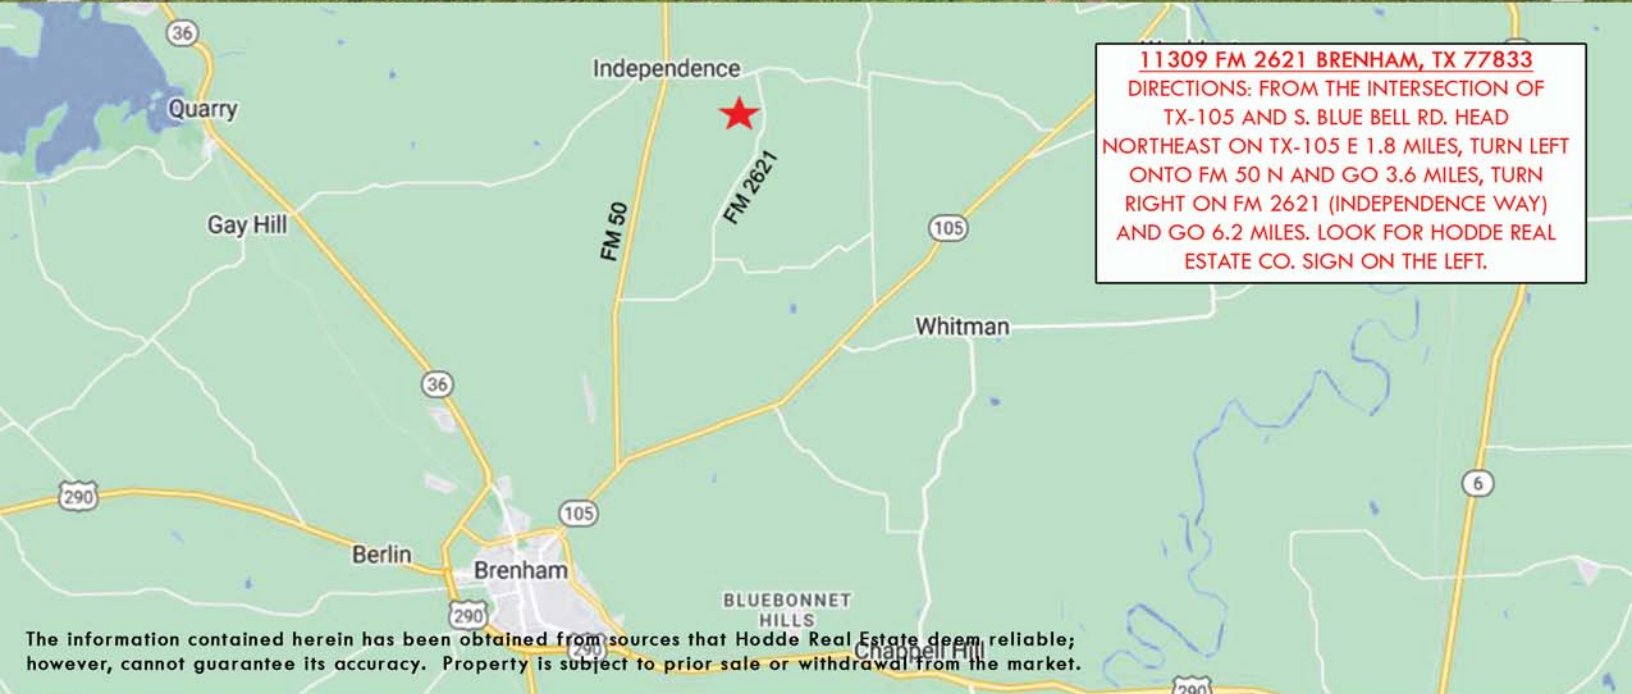 36
Independence
Quarry
FM 2621
Gay Hill
FM 50
105
11309 FM 2621 BRENHAM, TX 77833
DIRECTIONS: FROM THE INTERSECTION OF
TX-105 AND S. BLUE BELL RD. HEAD
NORTHEAST ON TX-105 E 1.8 MILES, TURN LEFT
ONTO FM 50 N AND GO 3.6 MILES, TURN
RIGHT ON FM 2621 (INDEPENDENCE WAY)
AND GO 6.2 MILES. LOOK FOR HODDE REAL
ESTATE CO. SIGN ON THE LEFT.
Whitman
36
6
290
105
Berlin
Brenham
BLUEBONNET
HILLS
290
290
Chappell Hill
290
The information contained herein has been obtained from sources that Hodde Real Estate deem reliable;
however, cannot guarantee its accuracy. Property is subject to prior sale or withdrawal from the market.